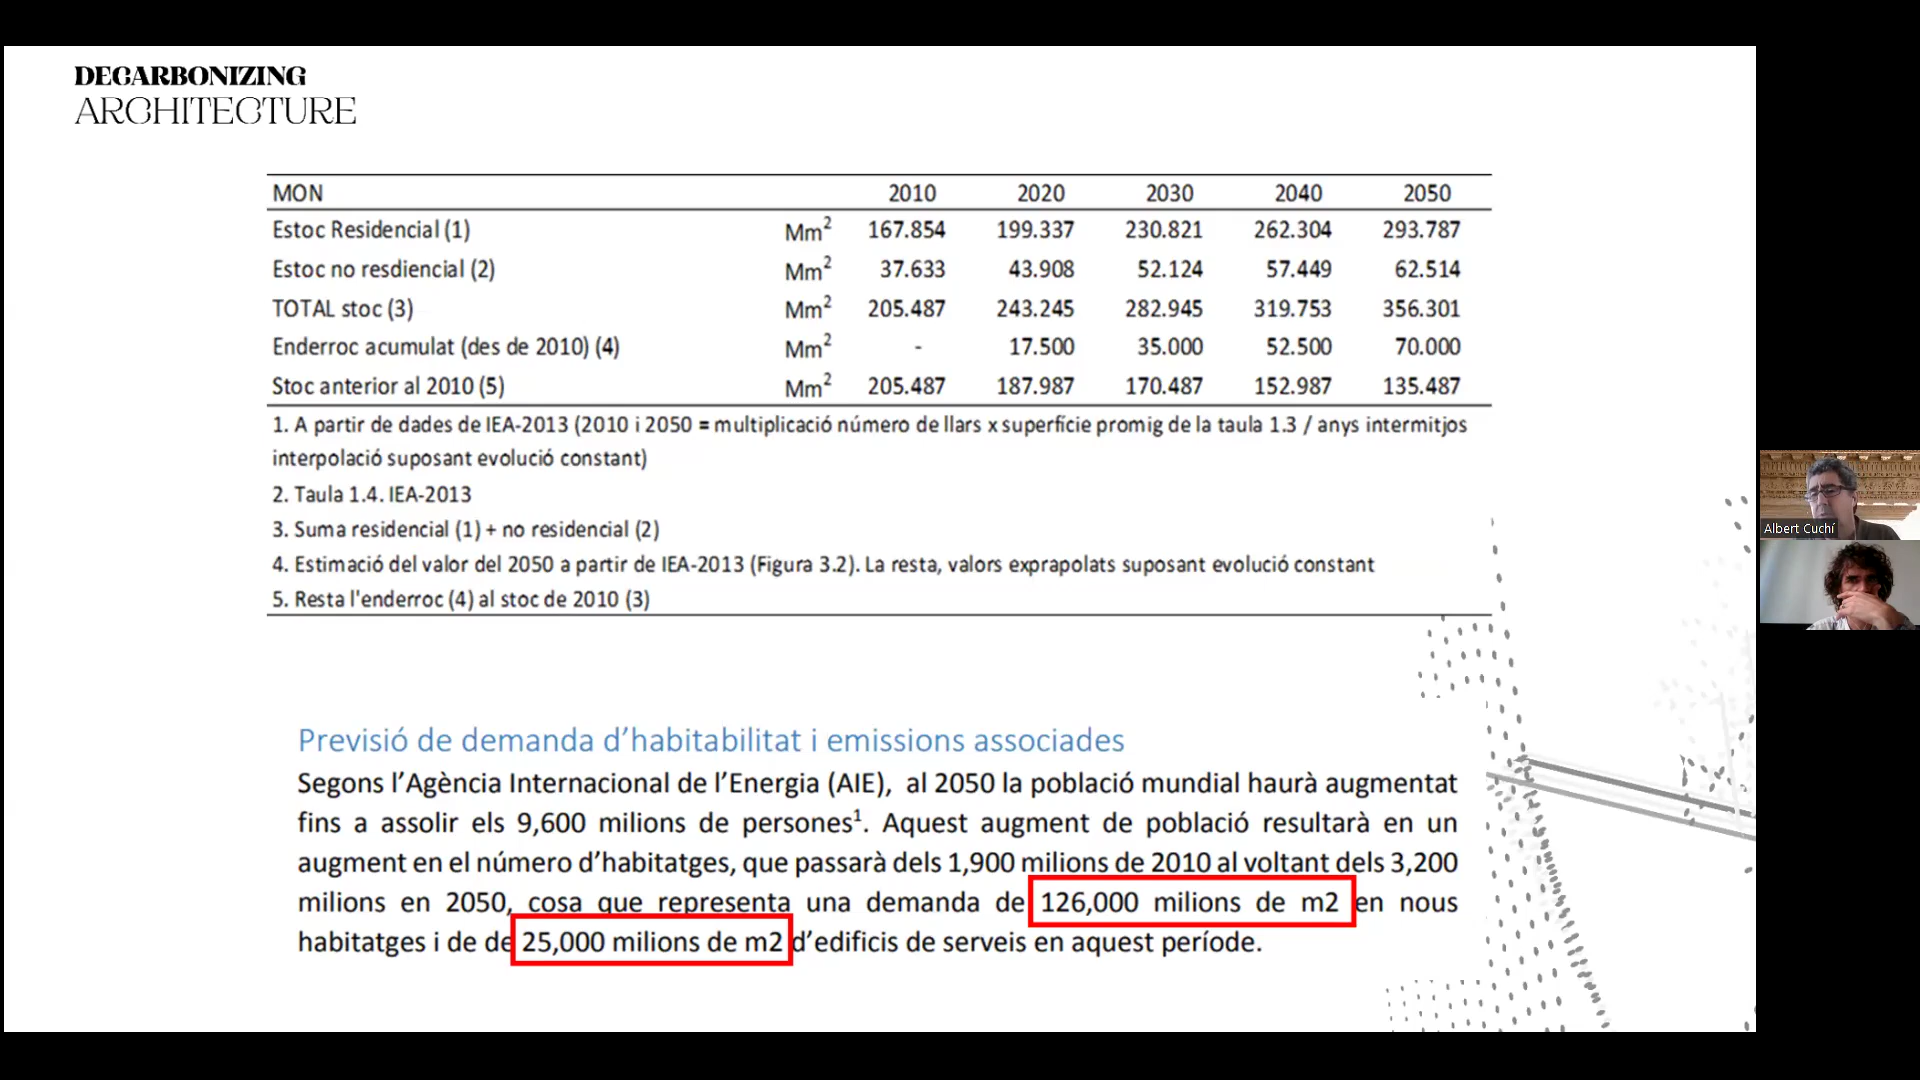 DECARBONIZING
ARCHITECTURE
MON 2010 2020 2030 2040 2050
Estoc Residencial (1) Mm² 167.854 199.337 230.821 262.304 293.787
Estoc no resdiencial (2) Mm² 37.633 43.908 52.124 57.449 62.514
TOTAL stoc (3) Mm² 205.487 243.245 282.945 319.753 356.301
Enderroc acumulat (des de 2010) (4) Mm² - 17.500 35.000 52.500 70.000
Stoc anterior al 2010 (5) Mm² 205.487 187.987 170.487 152.987 135.487
1. A partir de dades de IEA-2013 (2010 i 2050 = multiplicació número de llars x superfície promig de la taula 1.3 / anys intermitjos
interpolació suposant evolució constant)
2. Taula 1.4. IEA-2013
3. Suma residencial (1) + no residencial (2)
4. Estimació del valor del 2050 a partir de IEA-2013 (Figura 3.2). La resta, valors exprapolats suposant evolució constant
5. Resta l'enderroc (4) al stoc de 2010 (3)
Previsió de demanda d’habitabilitat i emissions associades
Segons l’Agència Internacional de l’Energia (AIE), al 2050 la població mundial haurà augmentat
fins a assolir els 9,600 milions de persones¹. Aquest augment de població resultarà en un
augment en el número d’habitatges, que passarà dels 1,900 milions de 2010 al voltant dels 3,200
milions en 2050, cosa que representa una demanda de 126,000 milions de m2 en nous
habitatges i de de 25,000 milions de m2 d’edificis de serveis en aquest període.
Albert Cuchí